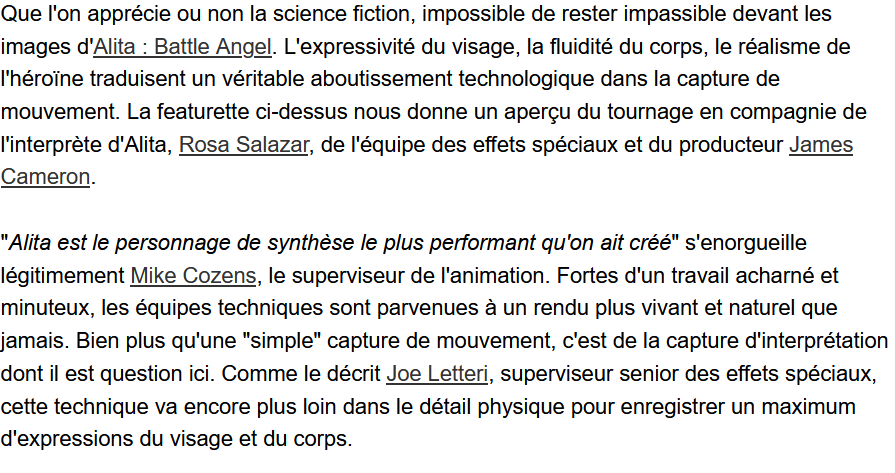 Que l'on apprécie ou non la science fiction, impossible de rester impassible devant les
images d'Alita : Battle Angel. L'expressivité du visage, la fluidité du corps, le réalisme de
l'héroïne traduisent un véritable aboutissement technologique dans la capture de
mouvement. La featurette ci-dessus nous donne un aperçu du tournage en compagnie de
l'interprète d'Alita, Rosa Salazar, de l'équipe des effets spéciaux et du producteur James
Cameron.
"Alita est le personnage de synthèse le plus performant qu'on ait créé" s'enorgueille
légitimement Mike Cozens, le superviseur de l'animation. Fortes d'un travail acharné et
minuteux, les équipes techniques sont parvenues à un rendu plus vivant et naturel que
jamais. Bien plus qu'une "simple" capture de mouvement, c'est de la capture d'interprétation
dont il est question ici. Comme le décrit Joe Letteri, superviseur senior des effets spéciaux,
cette technique va encore plus loin dans le détail physique pour enregistrer un maximum
d'expressions du visage et du corps.